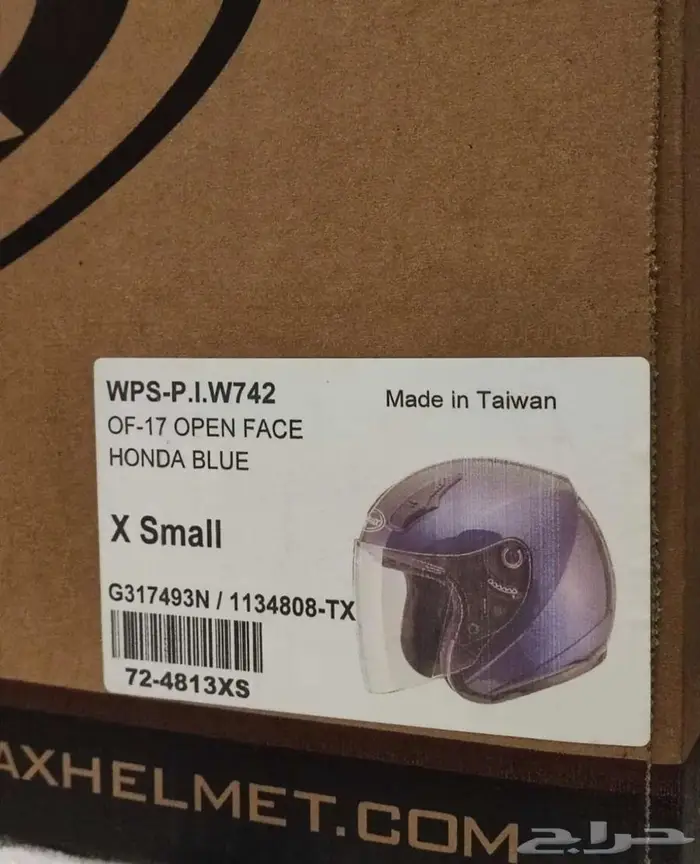 WPS-P.I.W742
Made in Taiwan
OF-17 OPEN FACE
HONDA BLUE
X Small
G317493N / 1134808-TX
72-4813XS
AXHELMET.COM
حراج